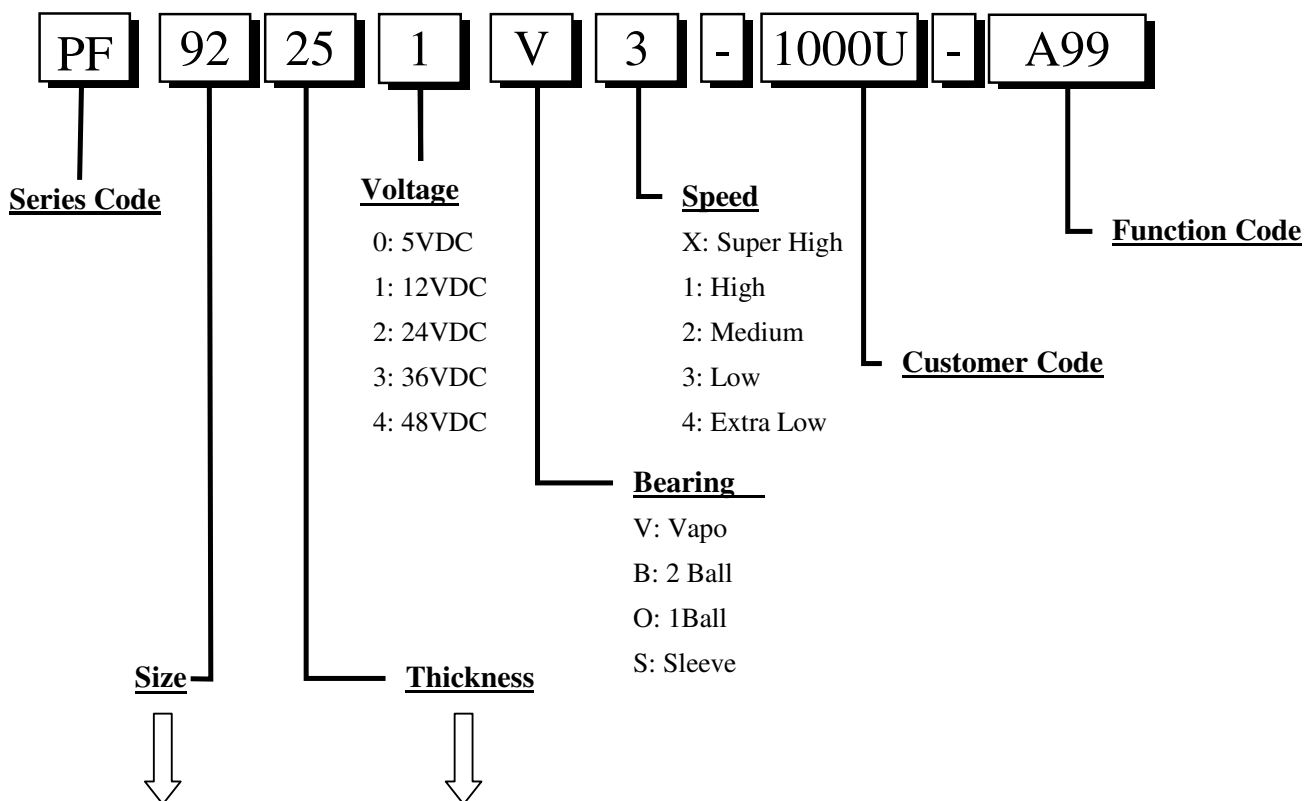 PF 92 25 1 V 3 - 1000U - A99
Series Code
Voltage
0: 5VDC
1: 12VDC
2: 24VDC
3: 36VDC
4: 48VDC
Speed
X: Super High
1: High
2: Medium
3: Low
4: Extra Low
Function Code
Customer Code
Bearing
V: Vapo
B: 2 Ball
O: 1Ball
S: Sleeve
Size
Thickness